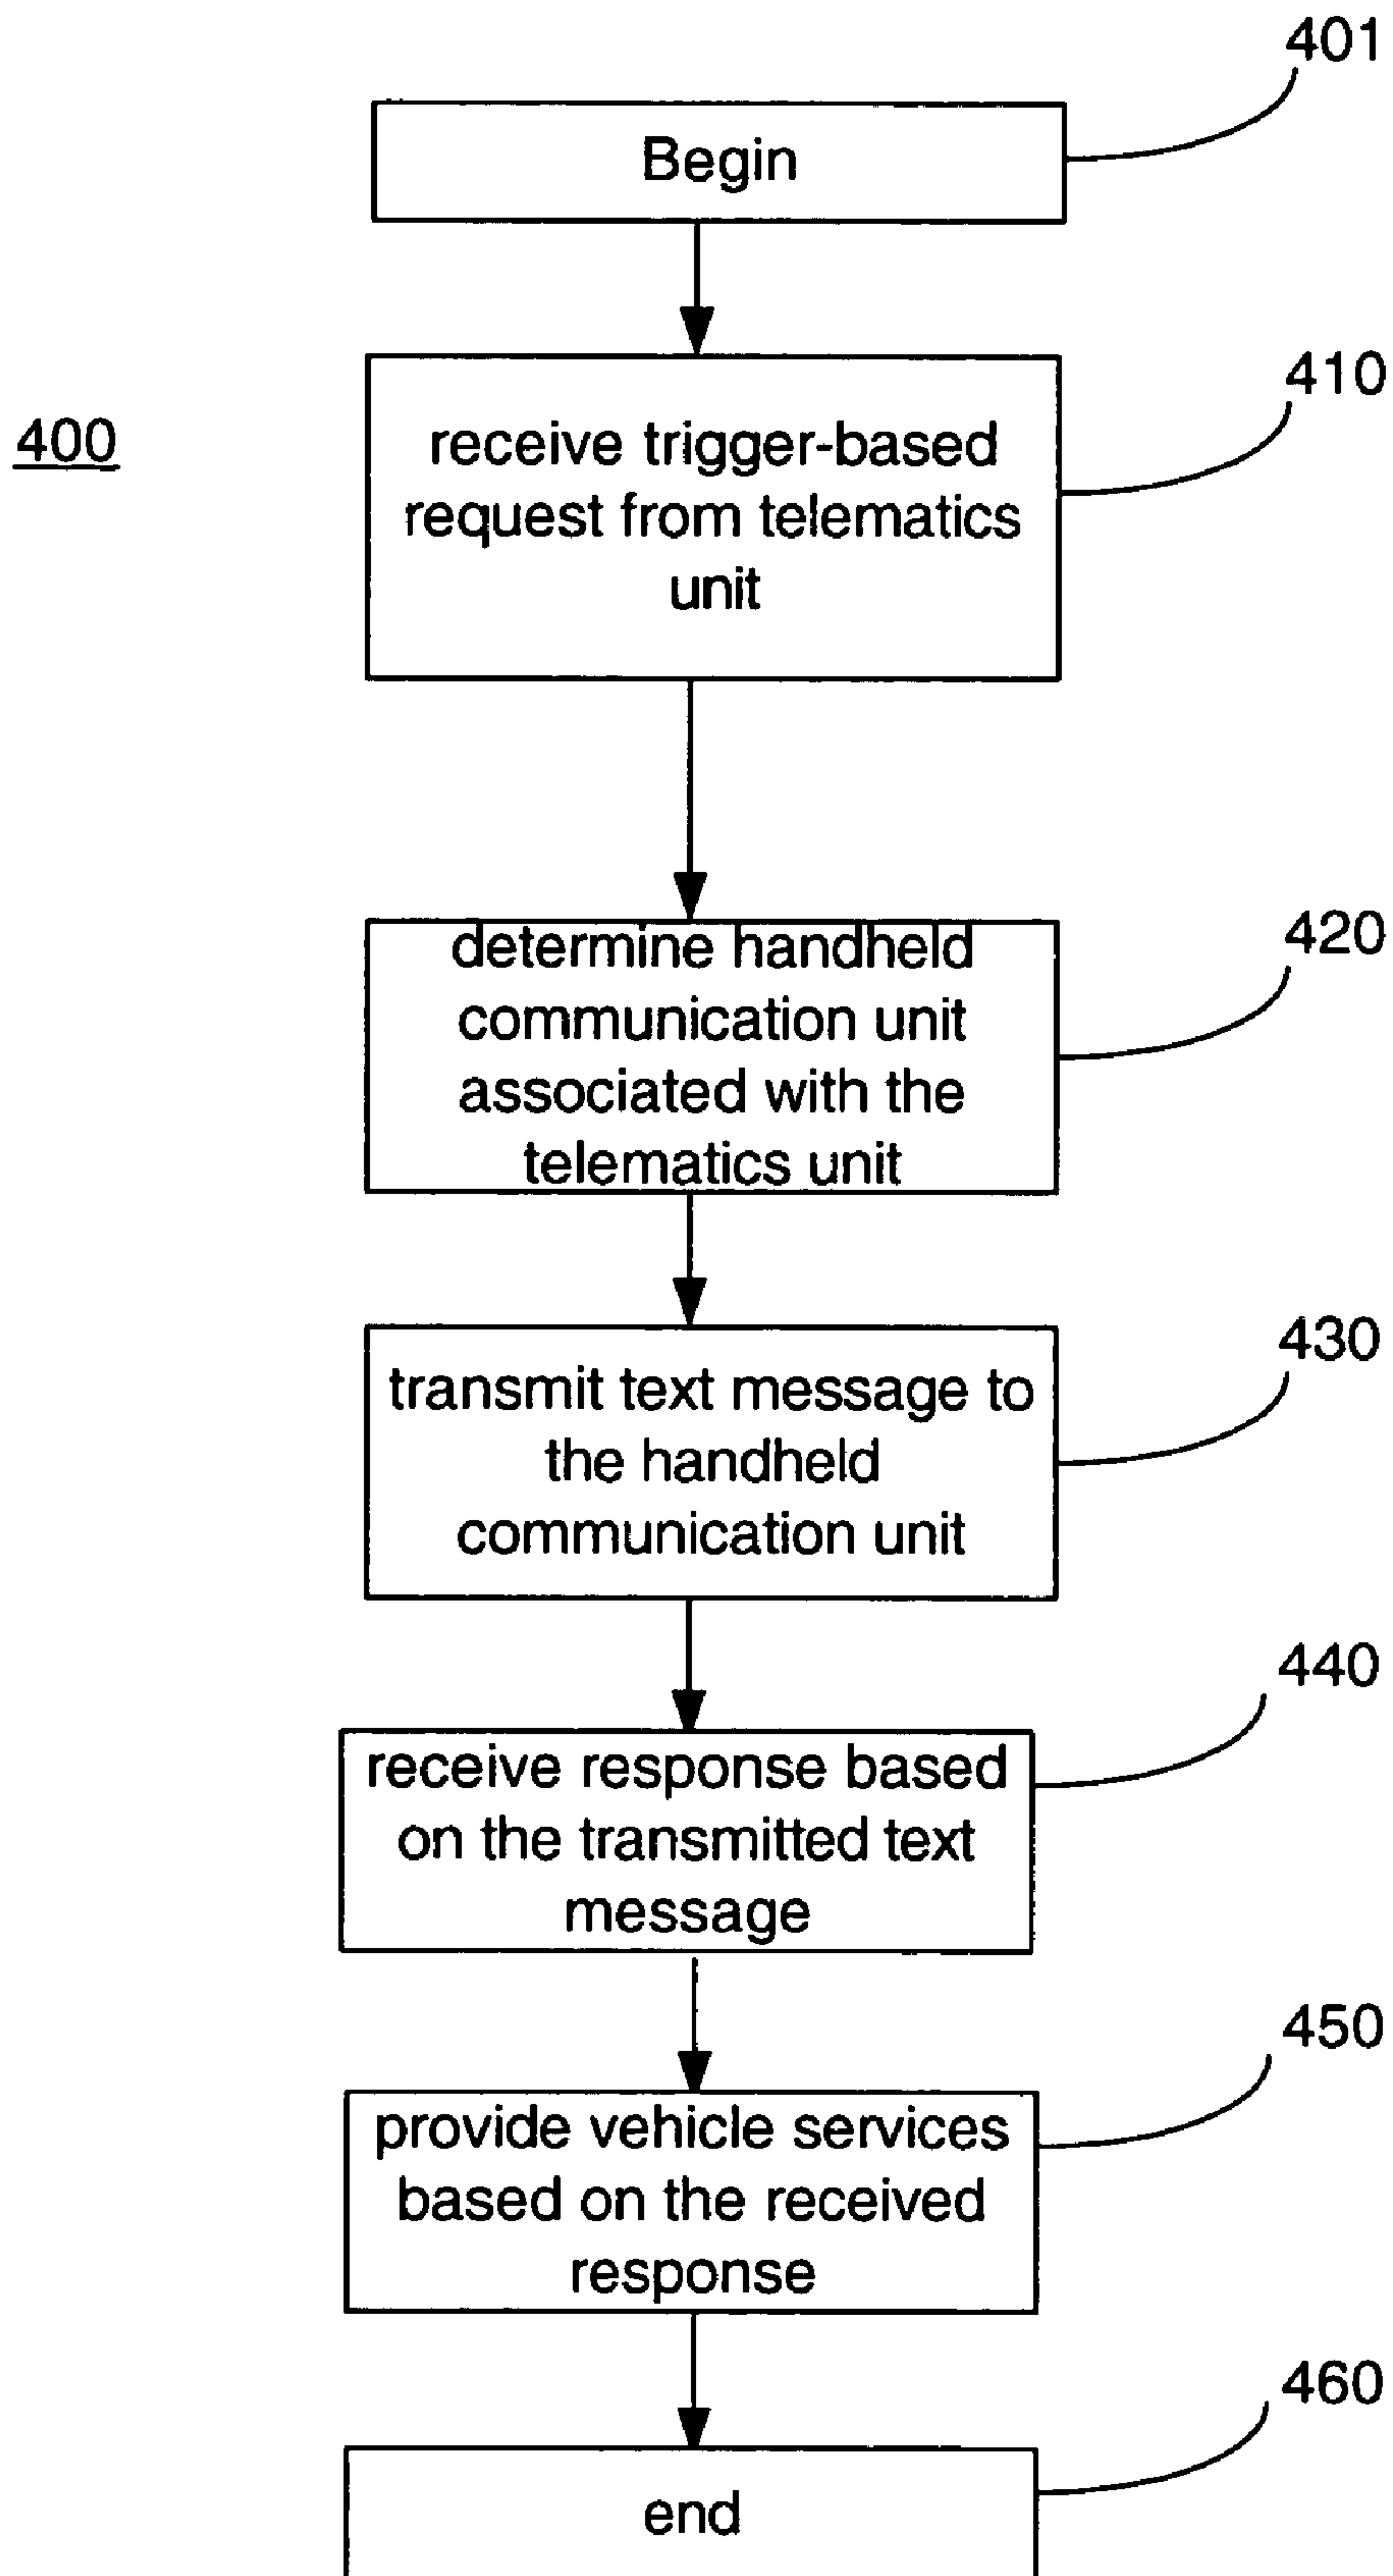 401
Begin
410
400
receive trigger-based
request from telematics
unit
420
determine handheld
communication unit
associated with the
telematics unit
430
transmit text message to
the handheld
communication unit
440
receive response based
on the transmitted text
message
450
provide vehicle services
based on the received
response
460
end